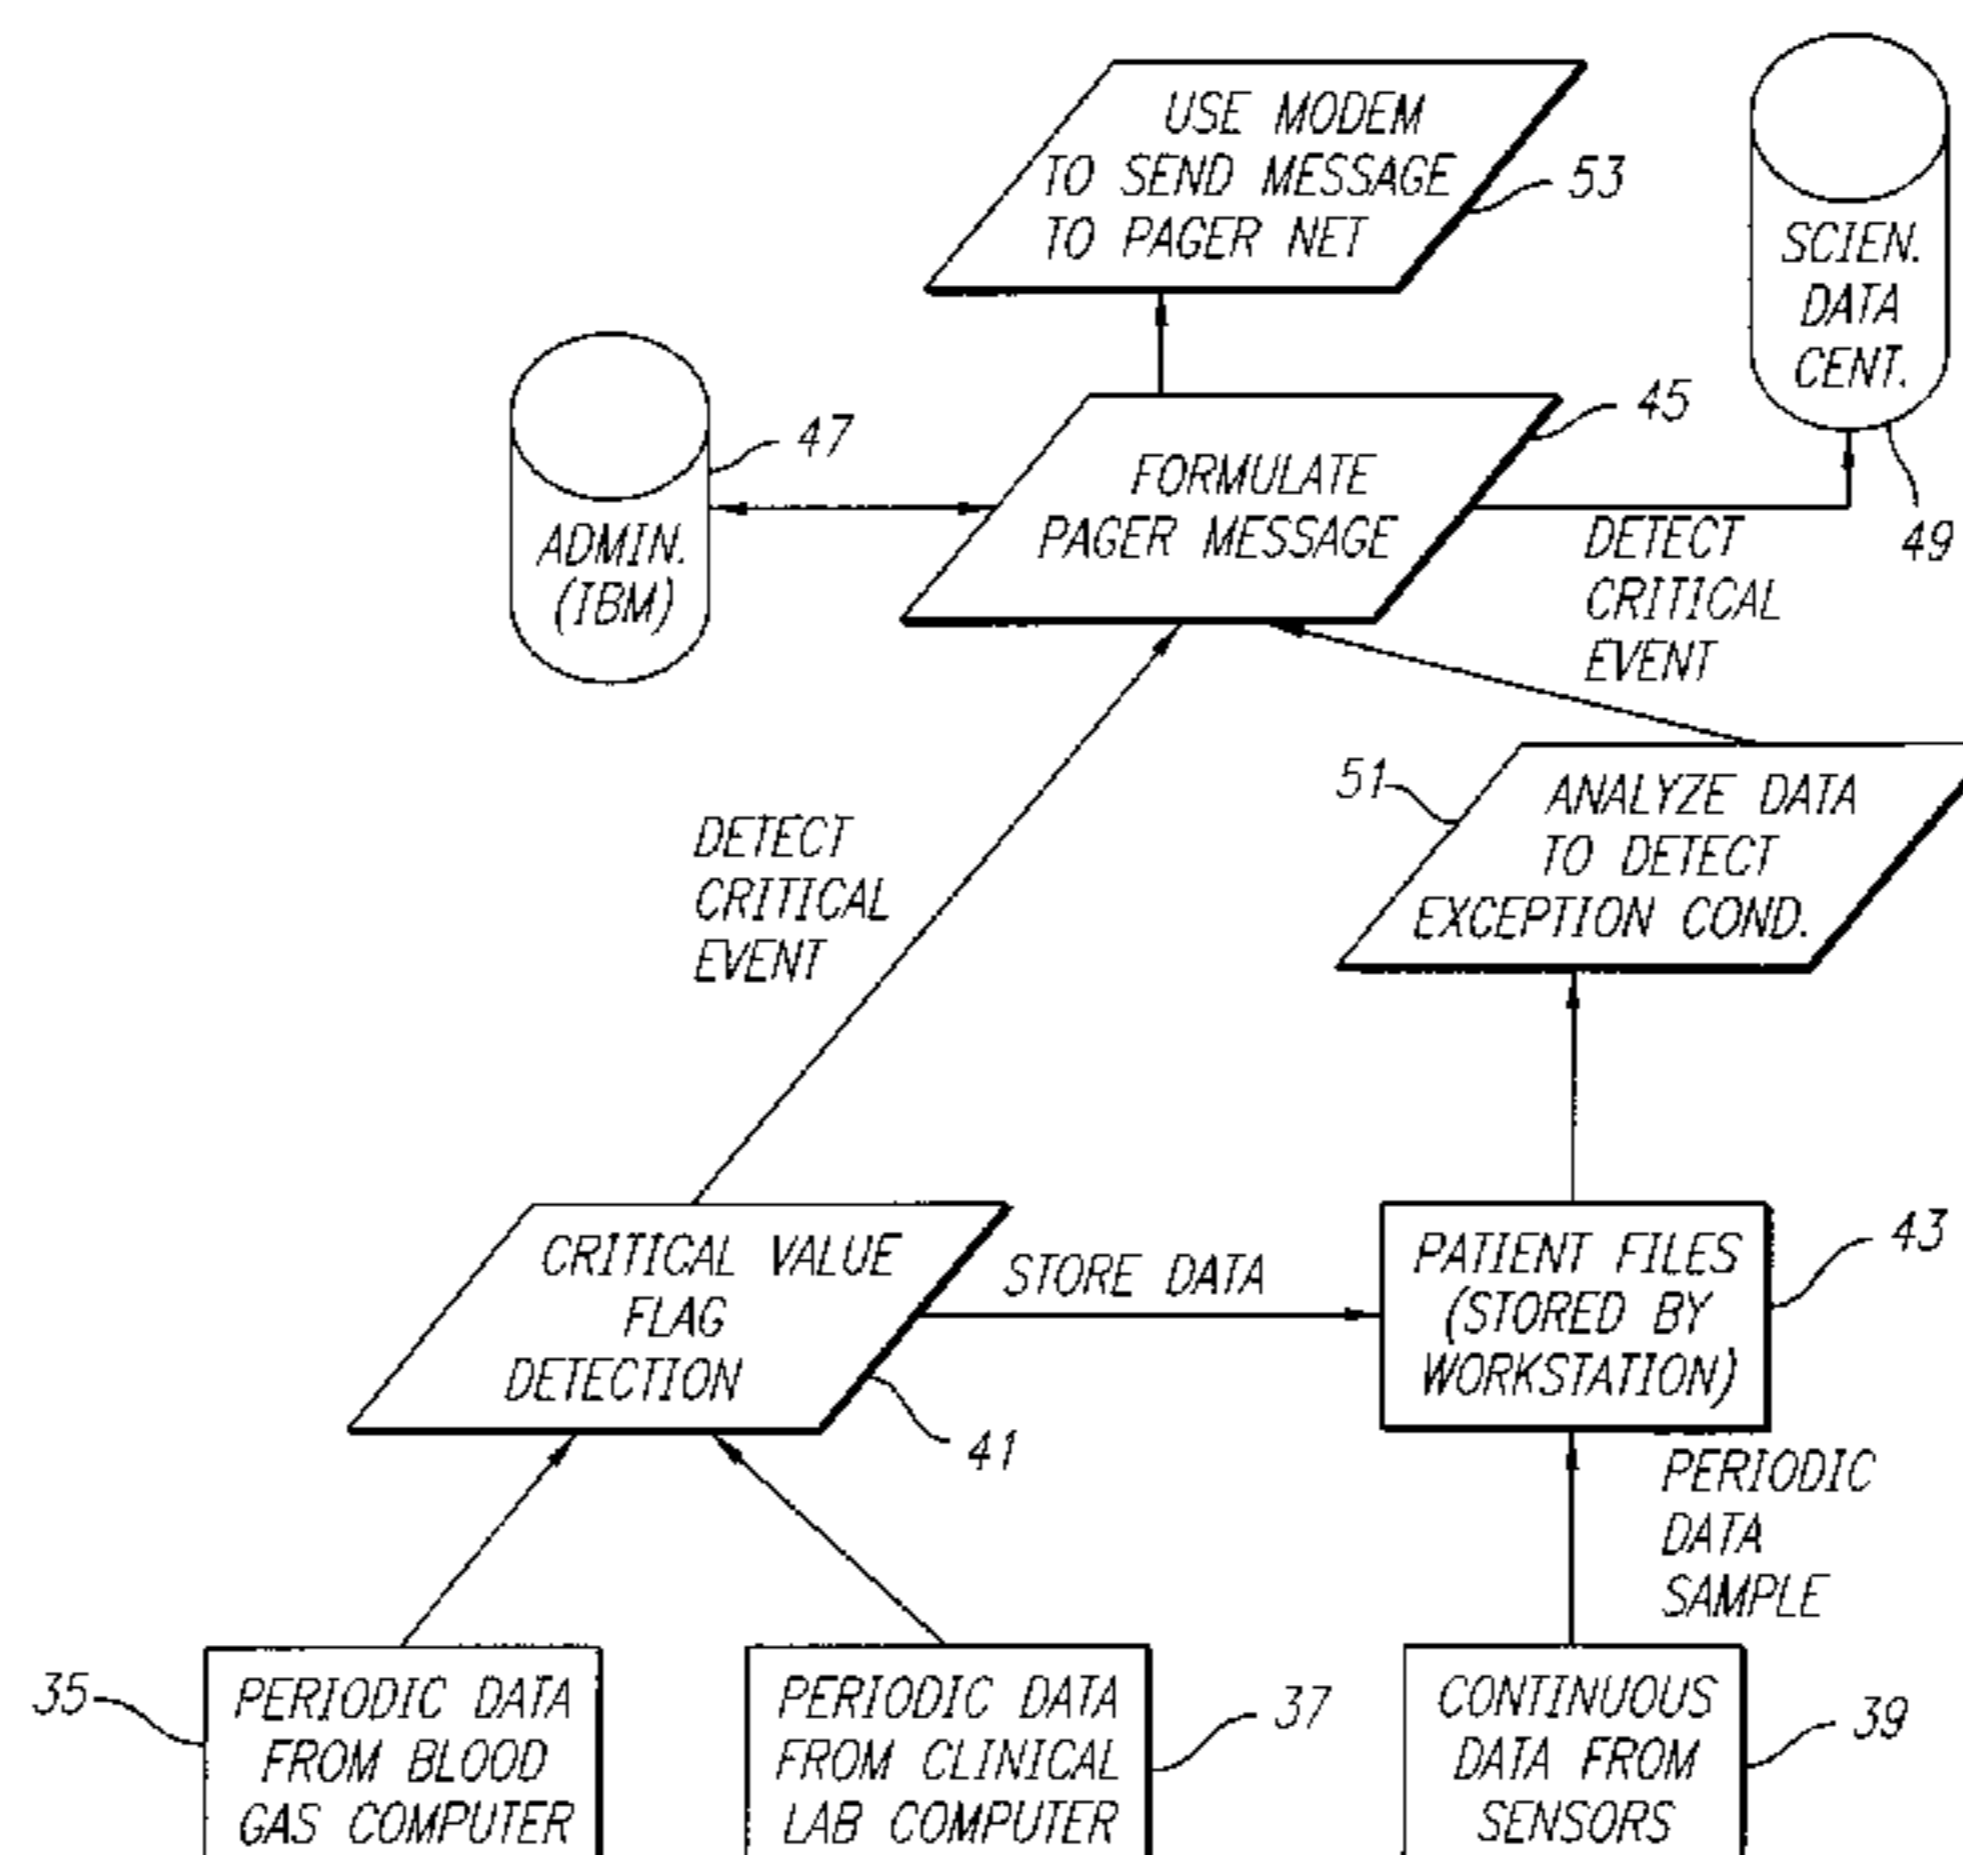 USE MODEM
TO SEND MESSAGE
TO PAGER NET
53
SCIEN.
DATA
CENT.
49
ADMIN.
(IBM)
47
FORMULATE
PAGER MESSAGE
45
DETECT
CRITICAL
EVENT
DETECT
CRITICAL
EVENT
51
ANALYZE DATA
TO DETECT
EXCEPTION COND.
CRITICAL VALUE
FLAG
DETECTION
41
STORE DATA
PATIENT FILES
(STORED BY
WORKSTATION)
43
PERIODIC
DATA
SAMPLE
35
PERIODIC DATA
FROM BLOOD
GAS COMPUTER
PERIODIC DATA
FROM CLINICAL
LAB COMPUTER
37
CONTINUOUS
DATA FROM
SENSORS
39